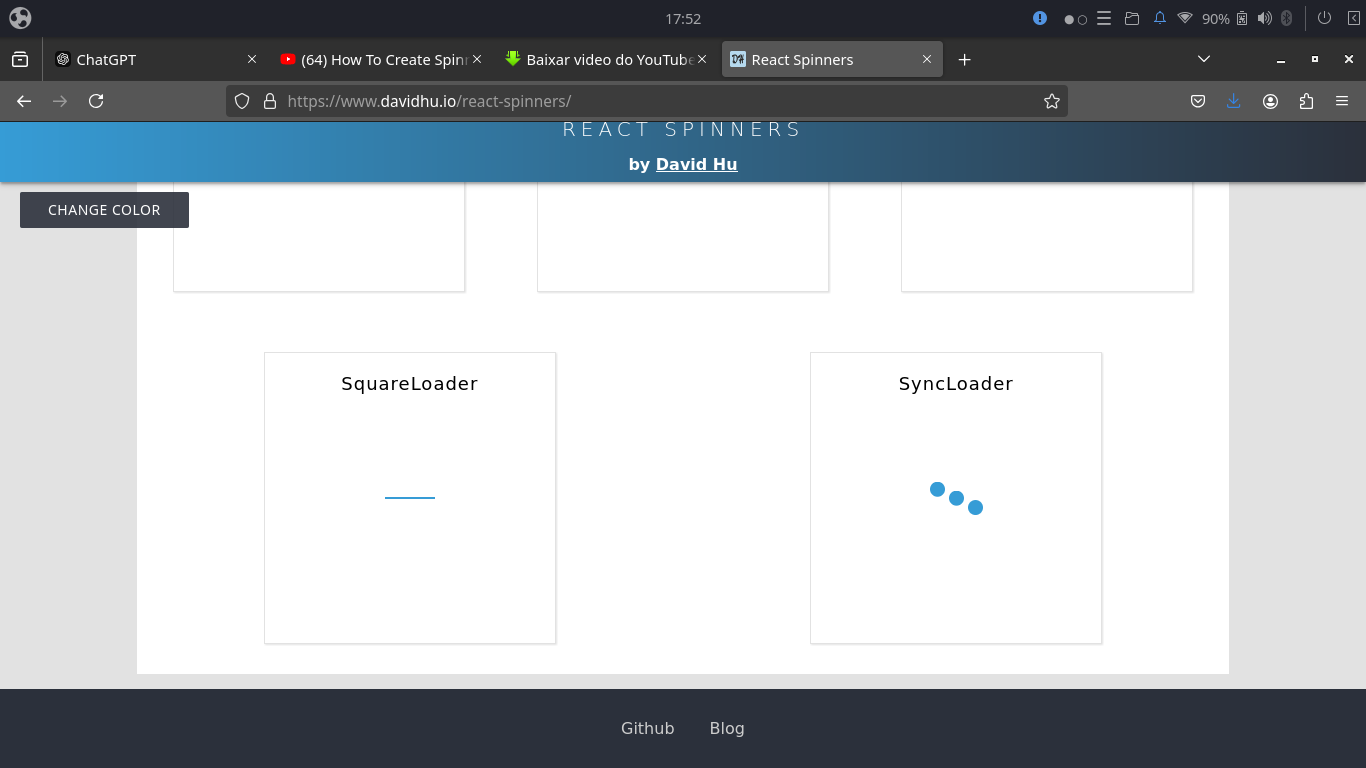 17:52
90%
ChatGPT
(64) How To Create Spinn
Baixar video do YouTube
React Spinners
https://www.davidhu.io/react-spinners/
REACT SPINNERS
by David Hu
CHANGE COLOR
SquareLoader
SyncLoader
Github
Blog